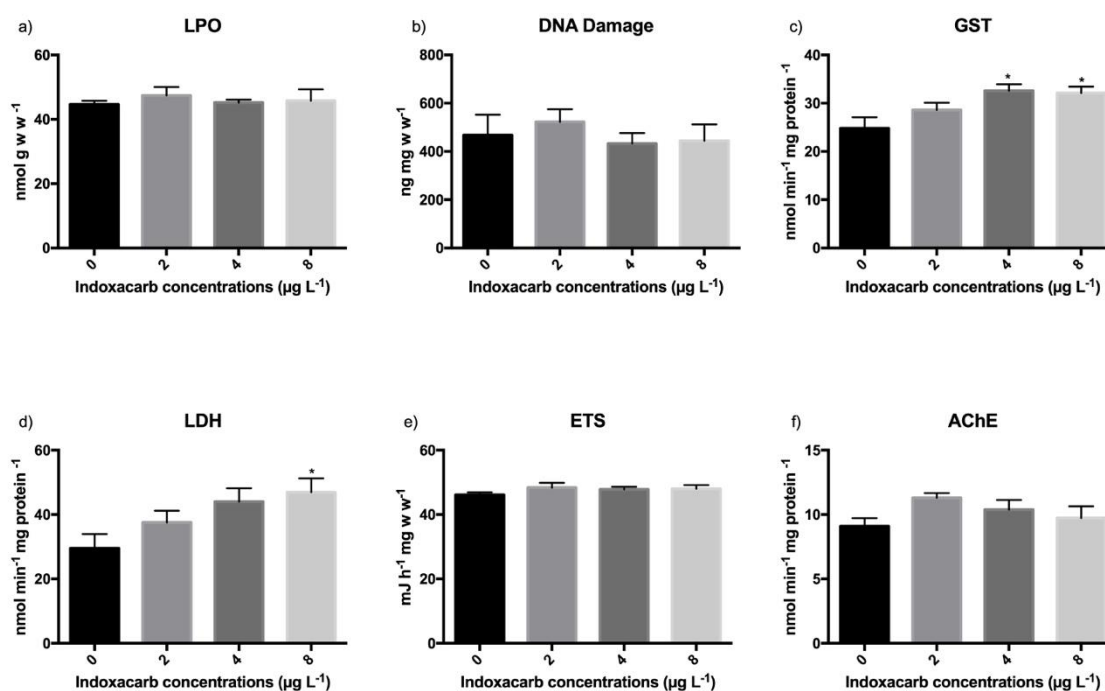 a) LPO
60
40
20
0
nmol g w w⁻¹
0 2 4 8
Indoxacarb concentrations (µg L⁻¹)
b) DNA Damage
800
600
400
200
0
ng mg w w⁻¹
0 2 4 8
Indoxacarb concentrations (µg L⁻¹)
c) GST
40
30
20
10
0
nmol min⁻¹ mg protein ⁻¹
* *
0 2 4 8
Indoxacarb concentrations (µg L⁻¹)
d) LDH
60
40
20
0
nmol min⁻¹ mg protein ⁻¹
*
0 2 4 8
Indoxacarb concentrations (µg L⁻¹)
e) ETS
60
40
20
0
mJ h⁻¹ mg w w⁻¹
0 2 4 8
Indoxacarb concentrations (µg L⁻¹)
f) AChE
15
10
5
0
nmol min⁻¹ mg protein ⁻¹
0 2 4 8
Indoxacarb concentrations (µg L⁻¹)